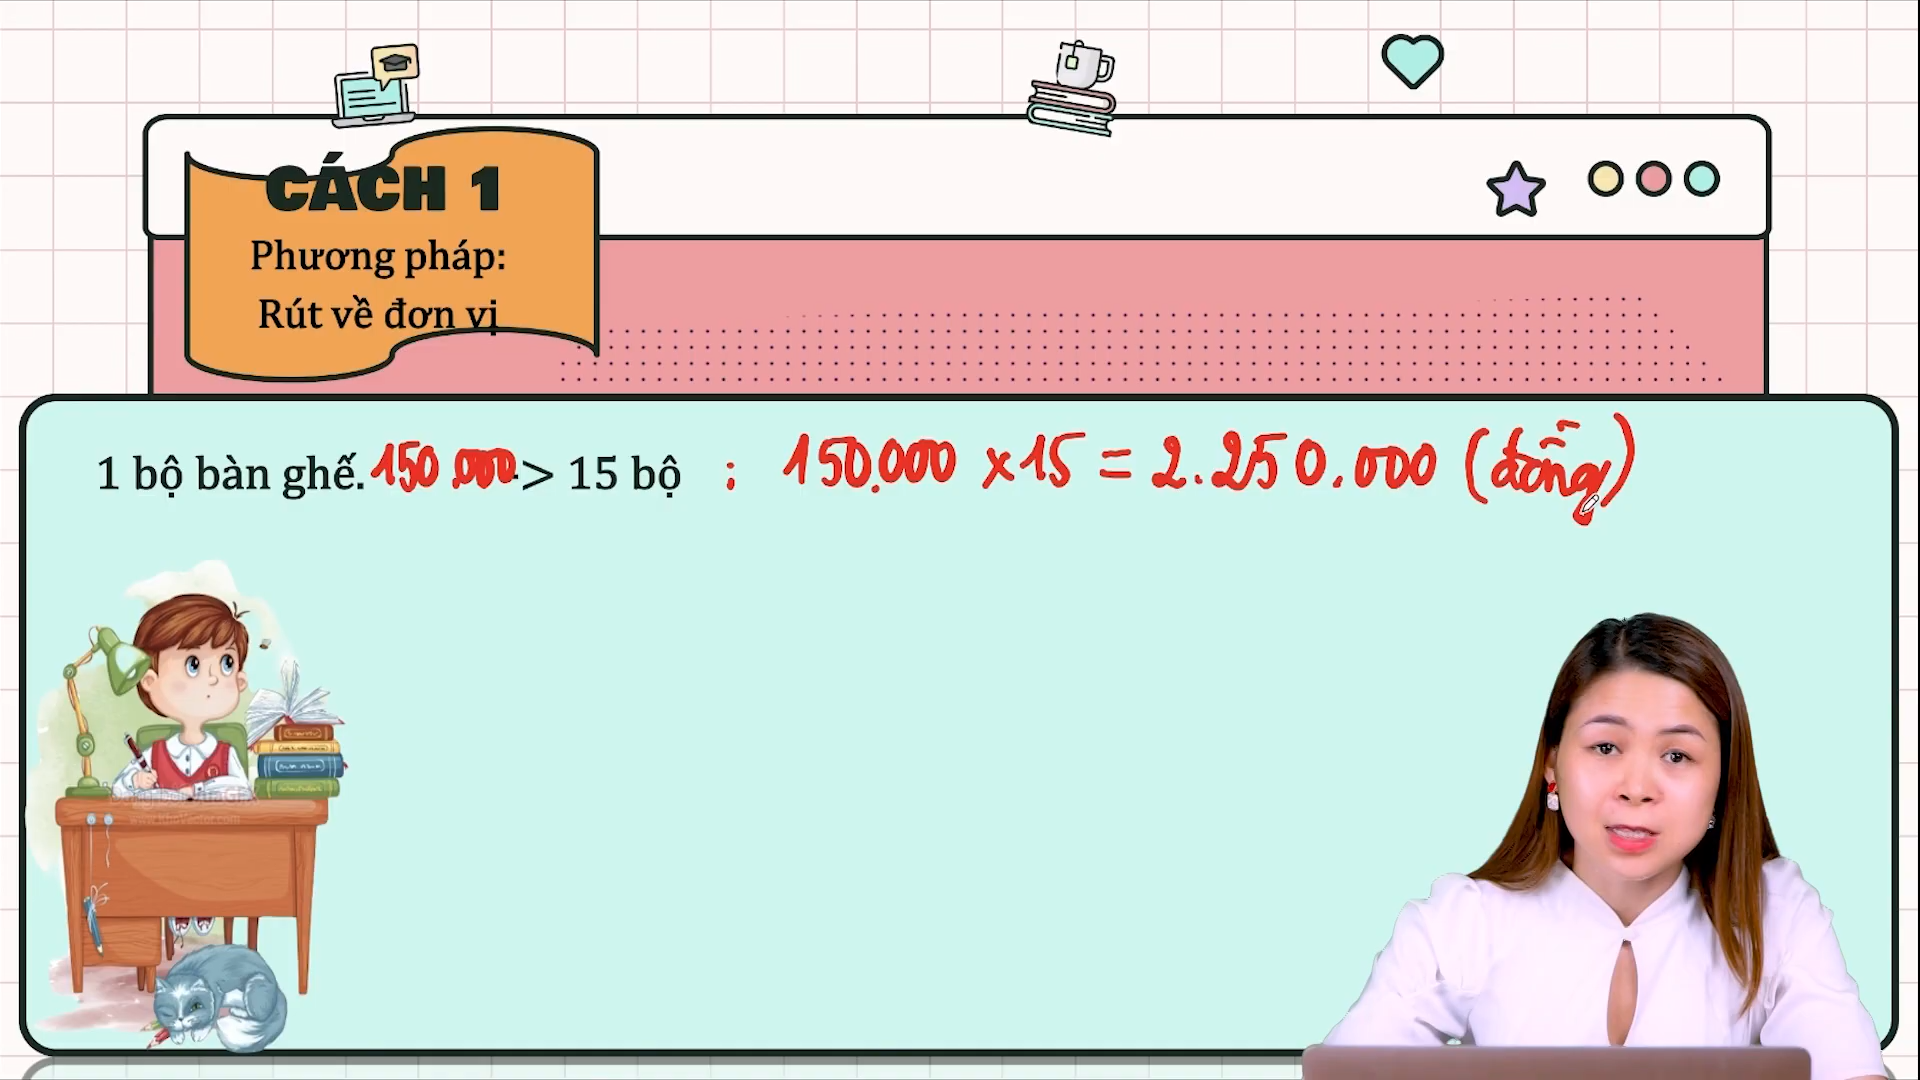 CÁCH 1
Phương pháp:
Rút về đơn vị
1 bộ bàn ghế. 150.000 > 15 bộ : 150.000 x 15 = 2.250.000 (đồng)